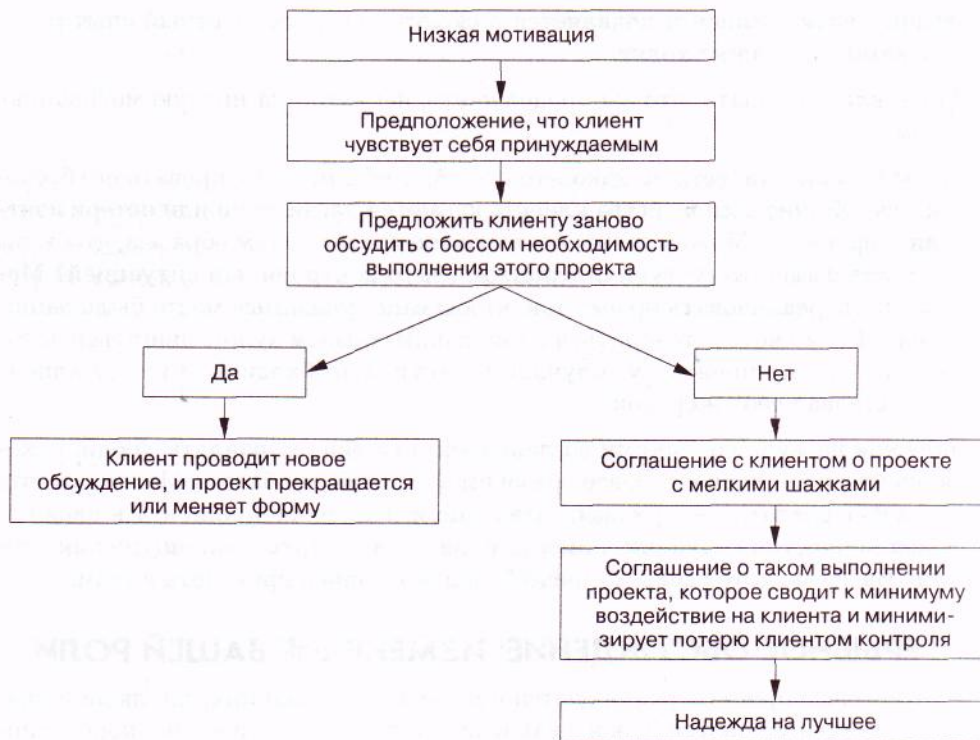 Низкая мотивация
Предположение, что клиент
чувствует себя принуждаемым
Предложить клиенту заново
обсудить с боссом необходимость
выполнения этого проекта
Да
Нет
Клиент проводит новое
обсуждение, и проект прекращается
или меняет форму
Соглашение с клиентом о проекте
с мелкими шажками
Соглашение о таком выполнении
проекта, которое сводит к минимуму
воздействие на клиента и миними-
зирует потерю клиентом контроля
Надежда на лучшее